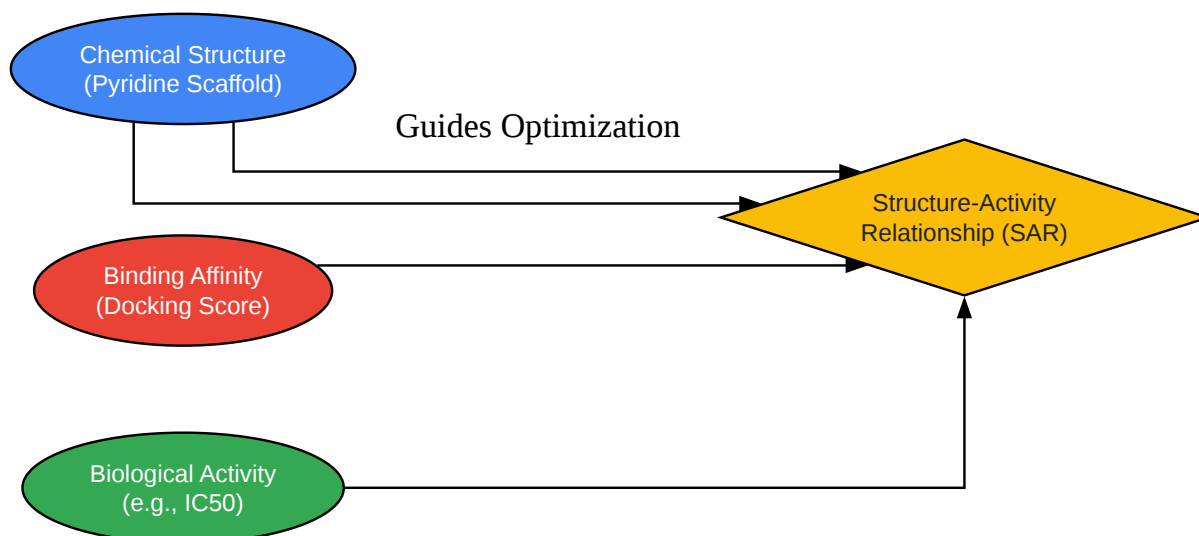 Chemical Structure
(Pyridine Scaffold)
Guides Optimization
Structure-Activity
Relationship (SAR)
Binding Affinity
(Docking Score)
Biological Activity
(e.g., IC50)